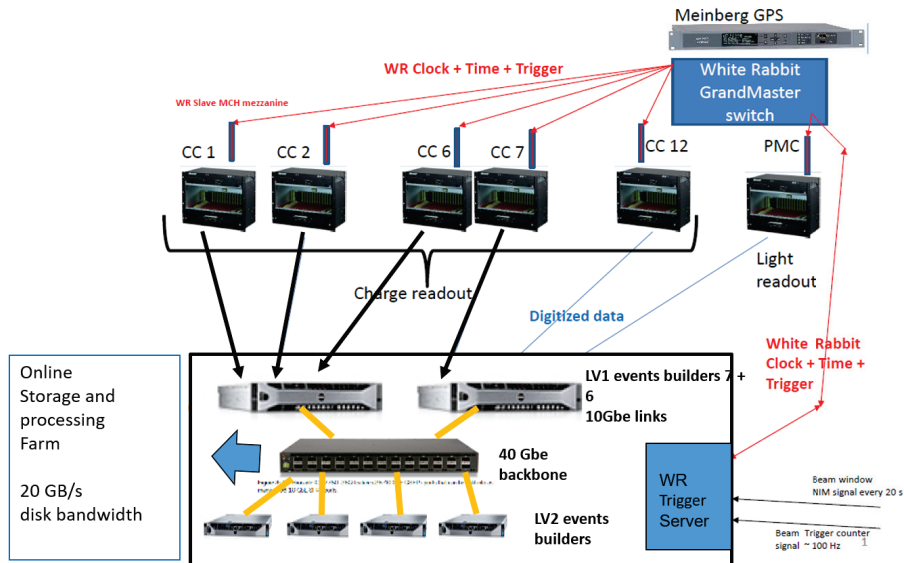 Meinberg GPS
WR Clock + Time + Trigger
White Rabbit
GrandMaster
switch
WR Slave MCH mezzanine
CC 1
CC 2
CC 6
CC 7
CC 12
PMC
Light
readout
Charge readout
Digitized data
White Rabbit
Clock + Time +
Trigger
Online
Storage and
processing
Farm
20 GB/s
disk bandwidth
LV1 events builders 7 +
6
10Gbe links
40 Gbe
backbone
LV2 events
builders
WR
Trigger
Server
Beam window
NIM signal every 20 s
Beam Trigger counter
signal ~ 100 Hz
1